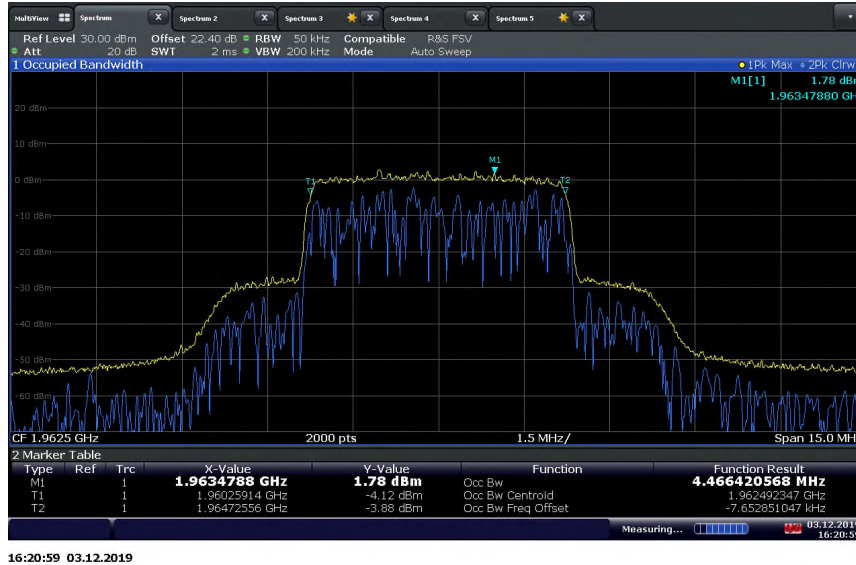 MultiView Spectrum X Spectrum 2 X Spectrum 3 X Spectrum 4 X Spectrum 5 X
Ref Level 30.00 dBm Offset 22.40 dB RBW 50 kHz Compatible R&S FSV
Att 20 dB SWT 2 ms VBW 200 kHz Mode Auto Sweep
1 Occupied Bandwidth 1Pk Max 2Pk Clrw
M1[1] 1.78 dBm
1.96347880 GH
20 dBm
10 dBm
M1
0 dBm T1 T2
-10 dBm
-20 dBm
-30 dBm
-40 dBm
-50 dBm
-60 dBm
CF 1.9625 GHz 2000 pts 1.5 MHz/ Span 15.0 MH
2 Marker Table
Type Ref Trc X-Value Y-Value Function Function Result
M1 1 1.9634788 GHz 1.78 dBm Occ Bw 4.466420568 MHz
T1 1 1.96025914 GHz -4.12 dBm Occ Bw Centroid 1.962492347 GHz
T2 1 1.96472556 GHz -3.88 dBm Occ Bw Freq Offset -7.652851047 kHz
Measuring... 03.12.2019
16:20:59
16:20:59 03.12.2019